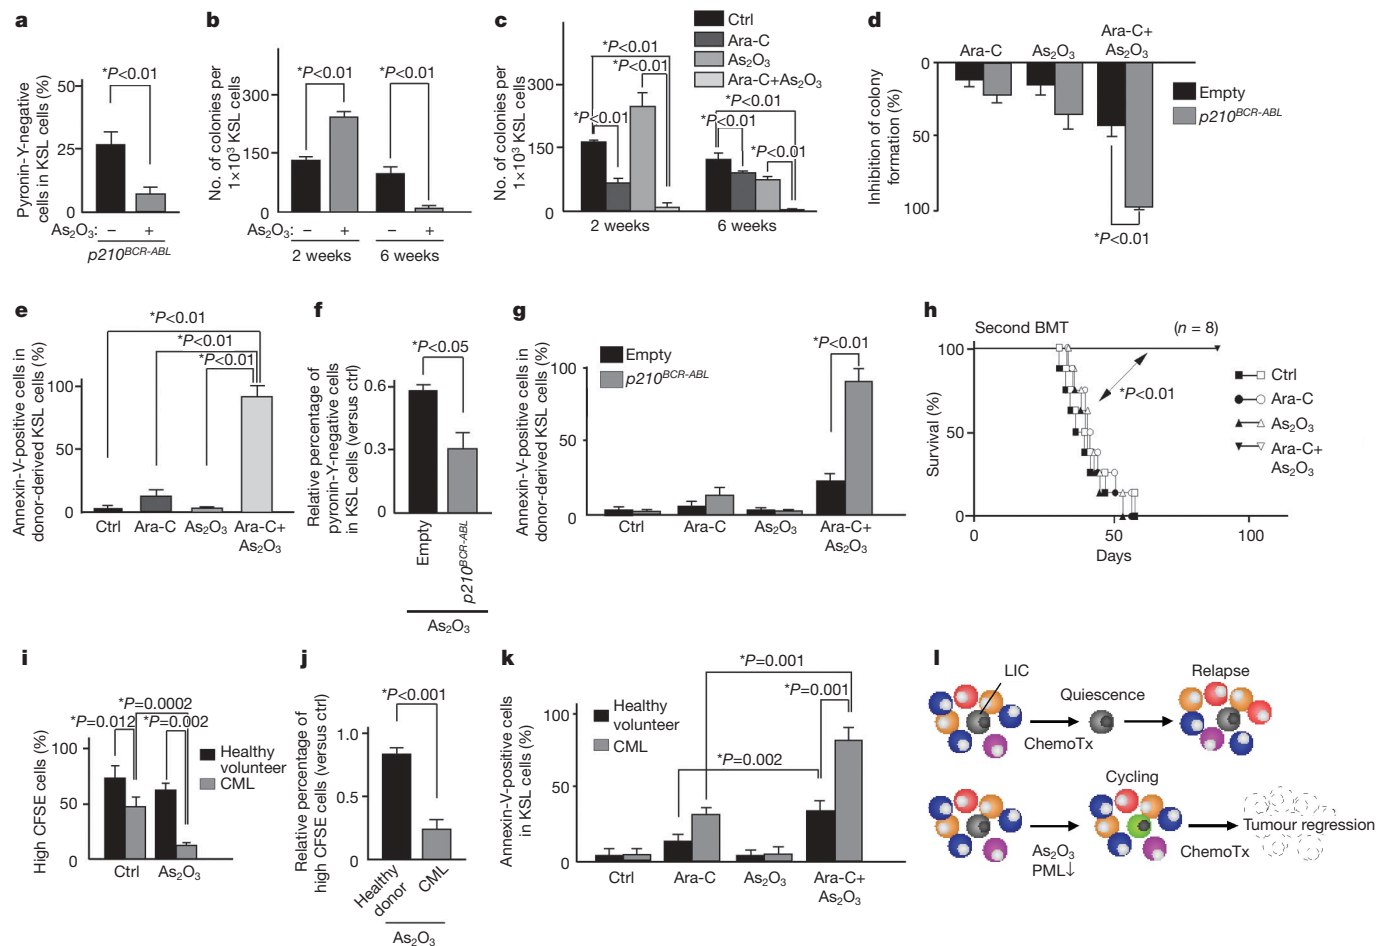 a
*P<0.01
Pyronin-Y-negative
cells in KSL cells (%)
50
25
0
As₂O₃: – +
p210^BCR-ABL
b
*P<0.01 *P<0.01
No. of colonies per
1×10³ KSL cells
300
150
0
As₂O₃: – + – +
2 weeks 6 weeks
c
Ctrl
Ara-C
As₂O₃
Ara-C+As₂O₃
*P<0.01
*P<0.01
*P<0.01
*P<0.01
*P<0.01
*P<0.01
No. of colonies per
1×10³ KSL cells
300
150
0
2 weeks 6 weeks
d
Ara-C As₂O₃ Ara-C+
As₂O₃
Inhibition of colony
formation (%)
0
50
100
*P<0.01
Empty
p210^BCR-ABL
e
*P<0.01
*P<0.01
*P<0.01
Annexin-V-positive cells in
donor-derived KSL cells (%)
100
50
0
Ctrl Ara-C As₂O₃ Ara-C+
As₂O₃
f
*P<0.05
Relative percentage of
pyronin-Y-negative cells
in KSL cells (versus ctrl)
0.6
0.3
0
Empty
p210^BCR-ABL
As₂O₃
g
Empty
p210^BCR-ABL
*P<0.01
Annexin-V-positive cells in
donor-derived KSL cells (%)
100
50
0
Ctrl Ara-C As₂O₃ Ara-C+
As₂O₃
h
Second BMT (n = 8)
*P<0.01
Survival (%)
100
50
0
0 50 100
Days
Ctrl
Ara-C
As₂O₃
Ara-C+
As₂O₃
i
*P=0.0002
*P=0.012 *P=0.002
High CFSE cells (%)
100
50
0
Ctrl As₂O₃
Healthy
volunteer
CML
j
*P<0.001
Relative percentage of
high CFSE cells (versus ctrl)
1.0
0.5
0
Healthy
donor
CML
As₂O₃
k
Healthy
volunteer
CML
*P=0.001
*P=0.001
*P=0.002
Annexin-V-positive cells
in KSL cells (%)
100
50
0
Ctrl Ara-C As₂O₃ Ara-C+
As₂O₃
l
LIC
Quiescence
Relapse
ChemoTx
Cycling
As₂O₃
PML↓
ChemoTx
Tumour regression